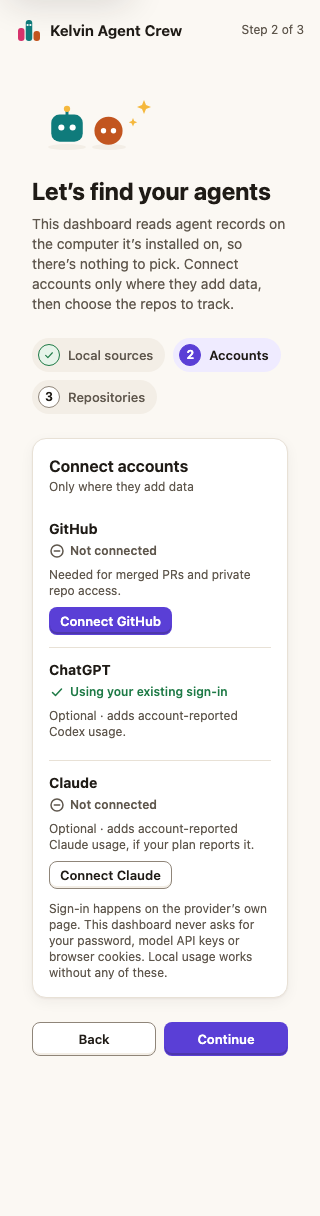 Kelvin Agent Crew
Step 2 of 3
Let’s find your agents
This dashboard reads agent records on
the computer it’s installed on, so
there’s nothing to pick. Connect
accounts only where they add data,
then choose the repos to track.
Local sources
2 Accounts
3 Repositories
Connect accounts
Only where they add data
GitHub
Not connected
Needed for merged PRs and private
repo access.
Connect GitHub
ChatGPT
Using your existing sign-in
Optional · adds account-reported
Codex usage.
Claude
Not connected
Optional · adds account-reported
Claude usage, if your plan reports it.
Connect Claude
Sign-in happens on the provider’s own
page. This dashboard never asks for
your password, model API keys or
browser cookies. Local usage works
without any of these.
Back
Continue